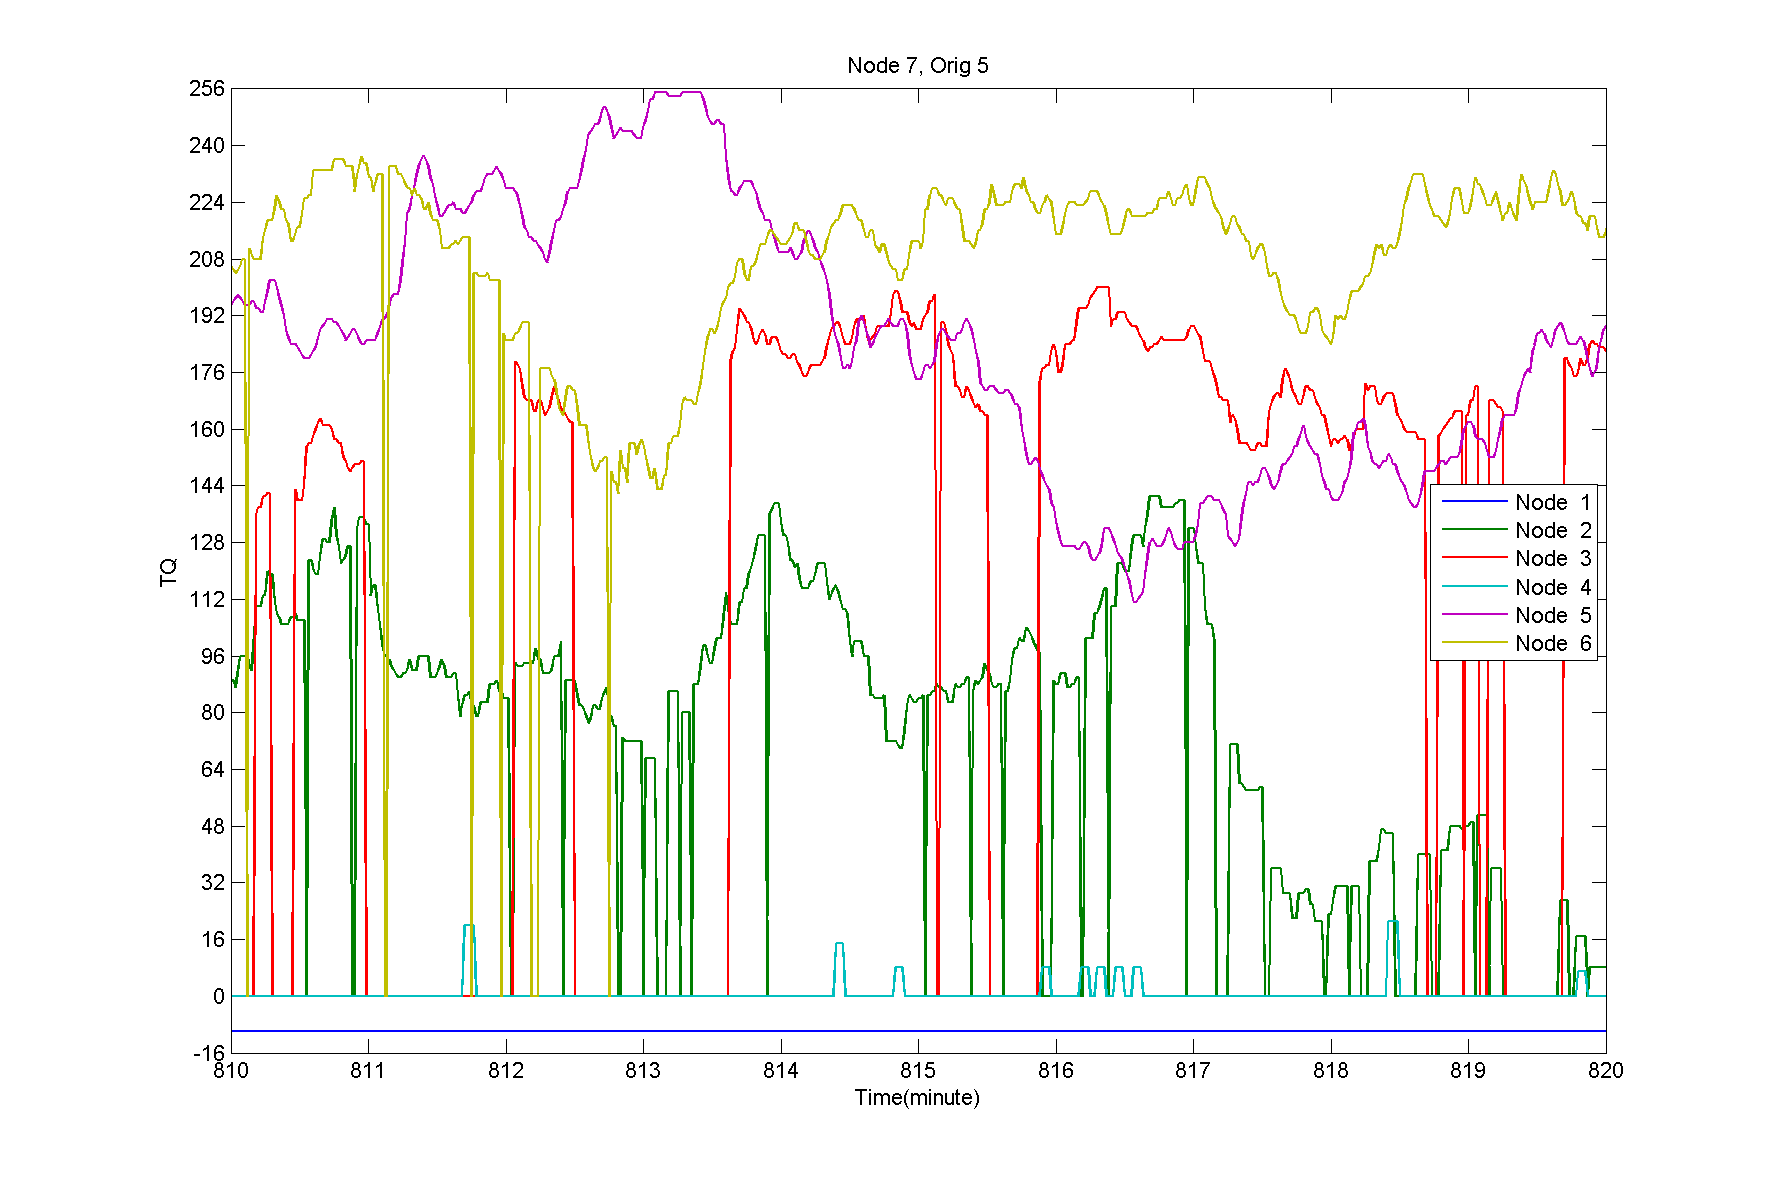 Node 7, Orig 5
256
240
224
208
192
176
160
144
128
112
96
80
64
48
32
16
0
-16
TQ
Node 1
Node 2
Node 3
Node 4
Node 5
Node 6
810 811 812 813 814 815 816 817 818 819 820
Time(minute)